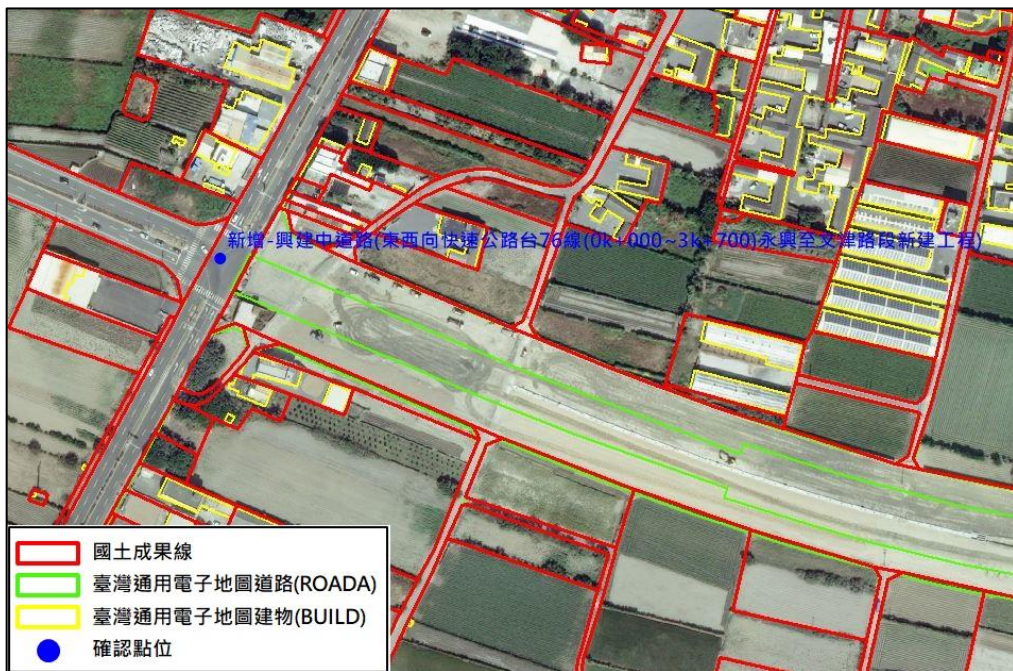 新增-興建中道路(東西向快速公路台76線(0k+000~3k+700)永興至文津路段新建工程)
國土成果線
臺灣通用電子地圖道路(ROADA)
臺灣通用電子地圖建物(BUILD)
確認點位